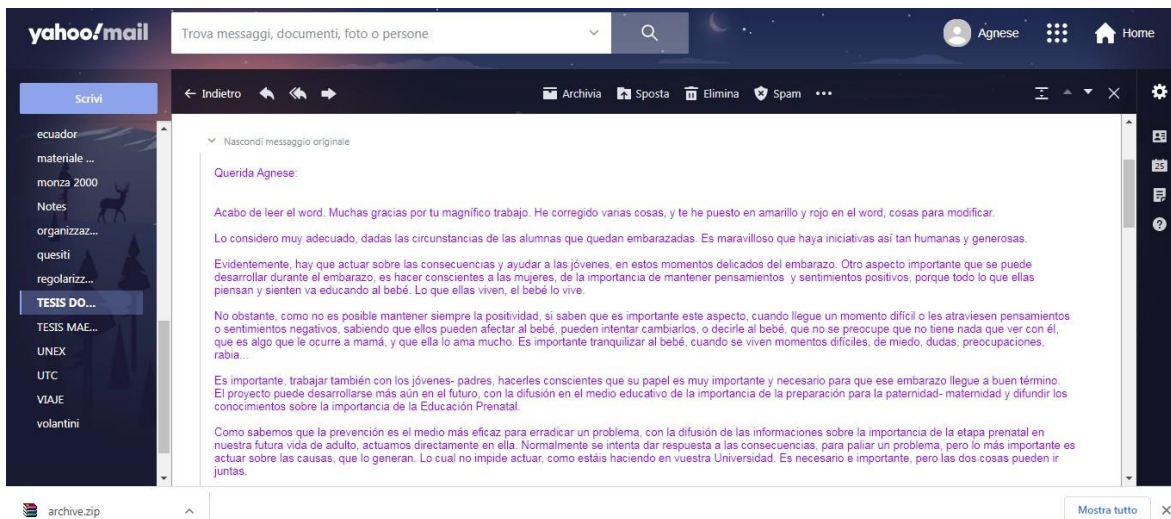 yahoo!mail
Trova messaggi, documenti, foto o persone
Agnese
Home
Scrivi
Indietro
Archivia
Sposta
Elimina
Spam
ecuador
materiale ...
monza 2000
Notes
organizzaz...
quesiti
regolarizz...
TESIS DO...
TESIS MAE...
UNEX
UTC
VIAJE
volantini
25
Nascondi messaggio originale
Querida Agnese:
Acabo de leer el word. Muchas gracias por tu magnífico trabajo. He corregido varias cosas, y te he puesto en amarillo y rojo en el word, cosas para modificar.
Lo considero muy adecuado, dadas las circunstancias de las alumnas que quedan embarazadas. Es maravilloso que haya iniciativas así tan humanas y generosas.
Evidentemente, hay que actuar sobre las consecuencias y ayudar a las jóvenes, en estos momentos delicados del embarazo. Otro aspecto importante que se puede
desarrollar durante el embarazo, es hacer conscientes a las mujeres, de la importancia de mantener pensamientos y sentimientos positivos, porque todo lo que ellas
piensan y sienten va educando al bebé. Lo que ellas viven, el bebé lo vive.
No obstante, como no es posible mantener siempre la positividad, si saben que es importante este aspecto, cuando llegue un momento difícil o les atraviesen pensamientos
o sentimientos negativos, sabiendo que ellos pueden afectar al bebé, pueden intentar cambiarlos, o decirle al bebé, que no se preocupe que no tiene nada que ver con él,
que es algo que le ocurre a mamá, y que ella lo ama mucho. Es importante tranquilizar al bebé, cuando se viven momentos difíciles, de miedo, dudas, preocupaciones,
rabia...
Es importante, trabajar también con los jóvenes- padres, hacerles conscientes que su papel es muy importante y necesario para que ese embarazo llegue a buen término.
El proyecto puede desarrollarse más aún en el futuro, con la difusión en el medio educativo de la importancia de la preparación para la paternidad- maternidad y difundir los
conocimientos sobre la importancia de la Educación Prenatal.
Como sabemos que la prevención es el medio más eficaz para erradicar un problema, con la difusión de las informaciones sobre la importancia de la etapa prenatal en
nuestra futura vida de adulto, actuamos directamente en ella. Normalmente se intenta dar respuesta a las consecuencias, para paliar un problema, pero lo más importante es
actuar sobre las causas, que lo generan. Lo cual no impide actuar, como estáis haciendo en vuestra Universidad. Es necesario e importante, pero las dos cosas pueden ir
juntas.
archive.zip
Mostra tutto